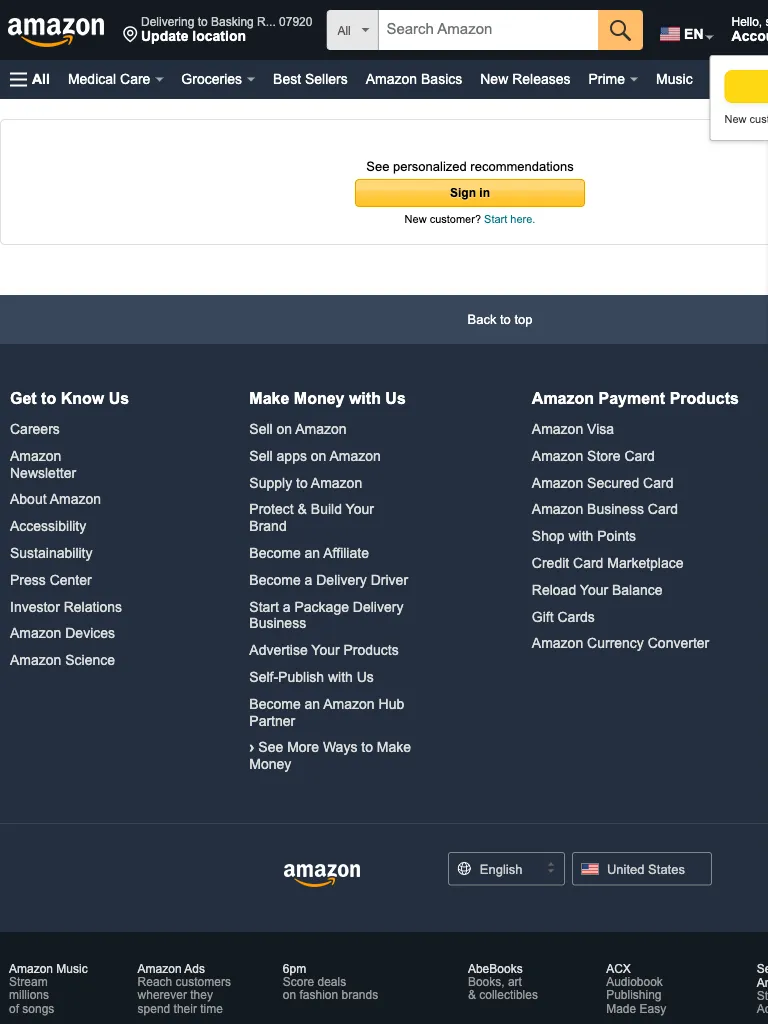 amazon
Delivering to Basking R... 07920
Update location
All
Search Amazon
EN
Hello,
All
Medical Care
Groceries
Best Sellers
Amazon Basics
New Releases
Prime
Music
New
See personalized recommendations
Sign in
New customer? Start here.
Back to top
Get to Know Us
Careers
Amazon
Newsletter
About Amazon
Accessibility
Sustainability
Press Center
Investor Relations
Amazon Devices
Amazon Science
Make Money with Us
Sell on Amazon
Sell apps on Amazon
Supply to Amazon
Protect & Build Your
Brand
Become an Affiliate
Become a Delivery Driver
Start a Package Delivery
Business
Advertise Your Products
Self-Publish with Us
Become an Amazon Hub
Partner
› See More Ways to Make
Money
Amazon Payment Products
Amazon Visa
Amazon Store Card
Amazon Secured Card
Amazon Business Card
Shop with Points
Credit Card Marketplace
Reload Your Balance
Gift Cards
Amazon Currency Converter
amazon
English
United States
Amazon Music
Stream
millions
of songs
Amazon Ads
Reach customers
wherever they
spend their time
6pm
Score deals
on fashion brands
AbeBooks
Books, art
& collectibles
ACX
Audiobook
Publishing
Made Easy